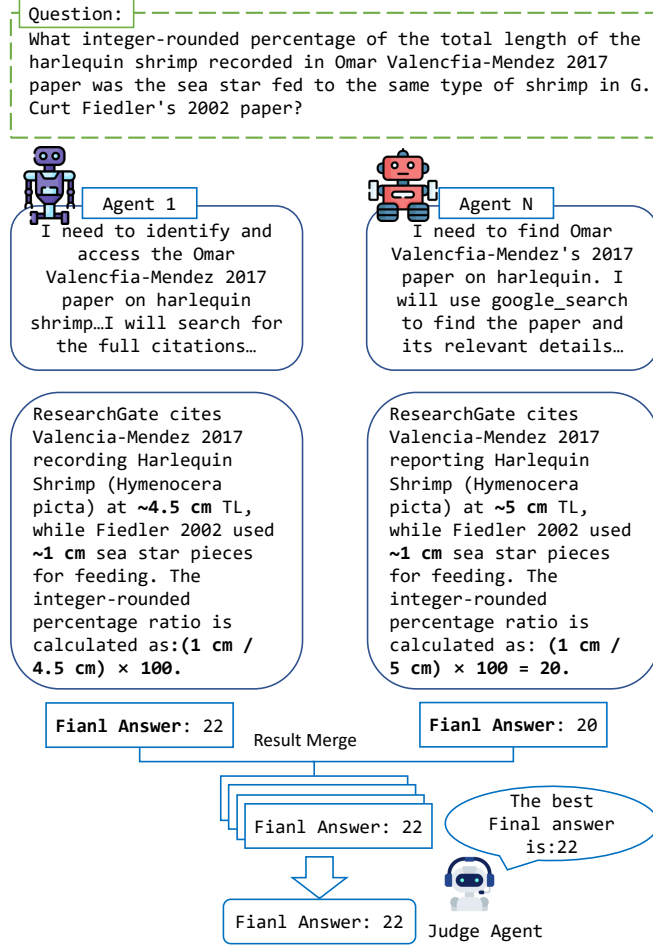 Question:
What integer-rounded percentage of the total length of the
harlequin shrimp recorded in Omar Valencfia-Mendez 2017
paper was the sea star fed to the same type of shrimp in G.
Curt Fiedler's 2002 paper?
Agent 1
I need to identify and
access the Omar
Valencfia-Mendez 2017
paper on harlequin
shrimp…I will search for
the full citations…
Agent N
I need to find Omar
Valencfia-Mendez's 2017
paper on harlequin. I
will use google_search
to find the paper and
its relevant details…
ResearchGate cites
Valencia-Mendez 2017
recording Harlequin
Shrimp (Hymenocera
picta) at ~4.5 cm TL,
while Fiedler 2002 used
~1 cm sea star pieces
for feeding. The
integer-rounded
percentage ratio is
calculated as:(1 cm /
4.5 cm) × 100.
ResearchGate cites
Valencia-Mendez 2017
reporting Harlequin
Shrimp (Hymenocera
picta) at ~5 cm TL,
while Fiedler 2002 used
~1 cm sea star pieces
for feeding. The
integer-rounded
percentage ratio is
calculated as: (1 cm /
5 cm) × 100 = 20.
Fianl Answer: 22
Fianl Answer: 20
Result Merge
Fianl Answer: 22
The best
Final answer
is:22
Fianl Answer: 22
Judge Agent